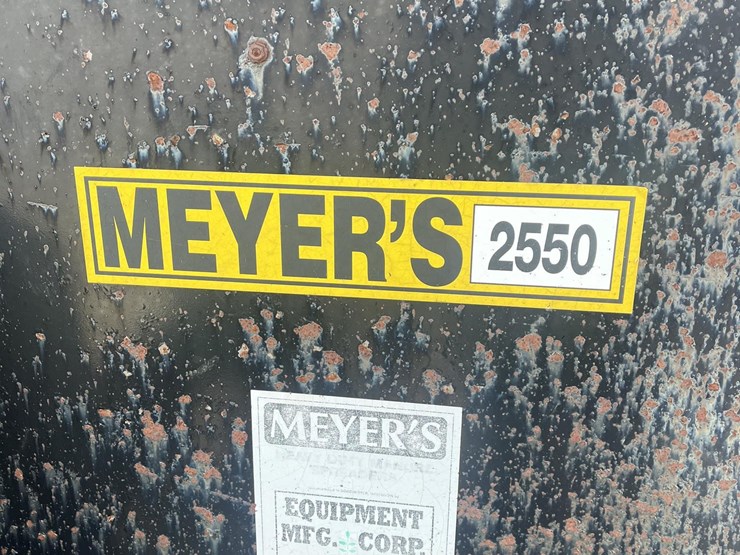 MEYER'S 2550
MEYER'S
EQUIPMENT
MFG. CORP.